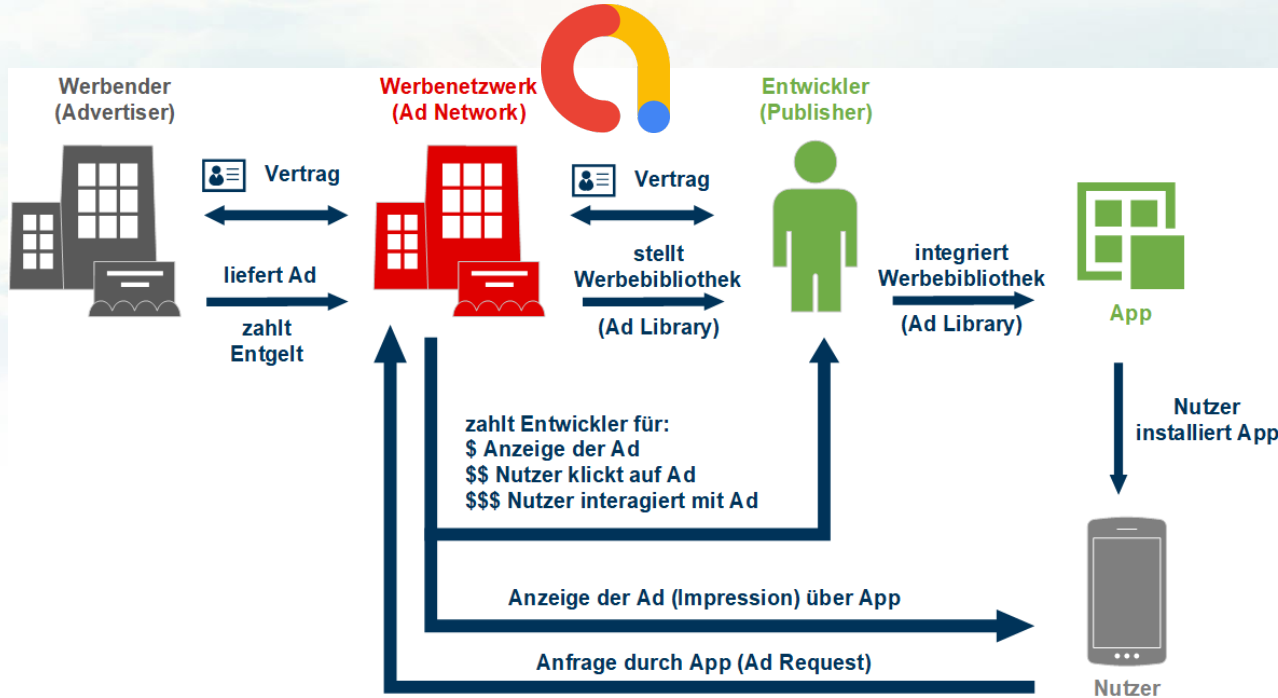 Werbender
(Advertiser)
Werbenetzwerk
(Ad Network)
Entwickler
(Publisher)
Vertrag
Vertrag
liefert Ad
zahlt
Entgelt
stellt
Werbebibliothek
(Ad Library)
integriert
Werbebibliothek
(Ad Library)
App
Nutzer
installiert App
zahlt Entwickler für:
$ Anzeige der Ad
$$ Nutzer klickt auf Ad
$$$ Nutzer interagiert mit Ad
Anzeige der Ad (Impression) über App
Anfrage durch App (Ad Request)
Nutzer